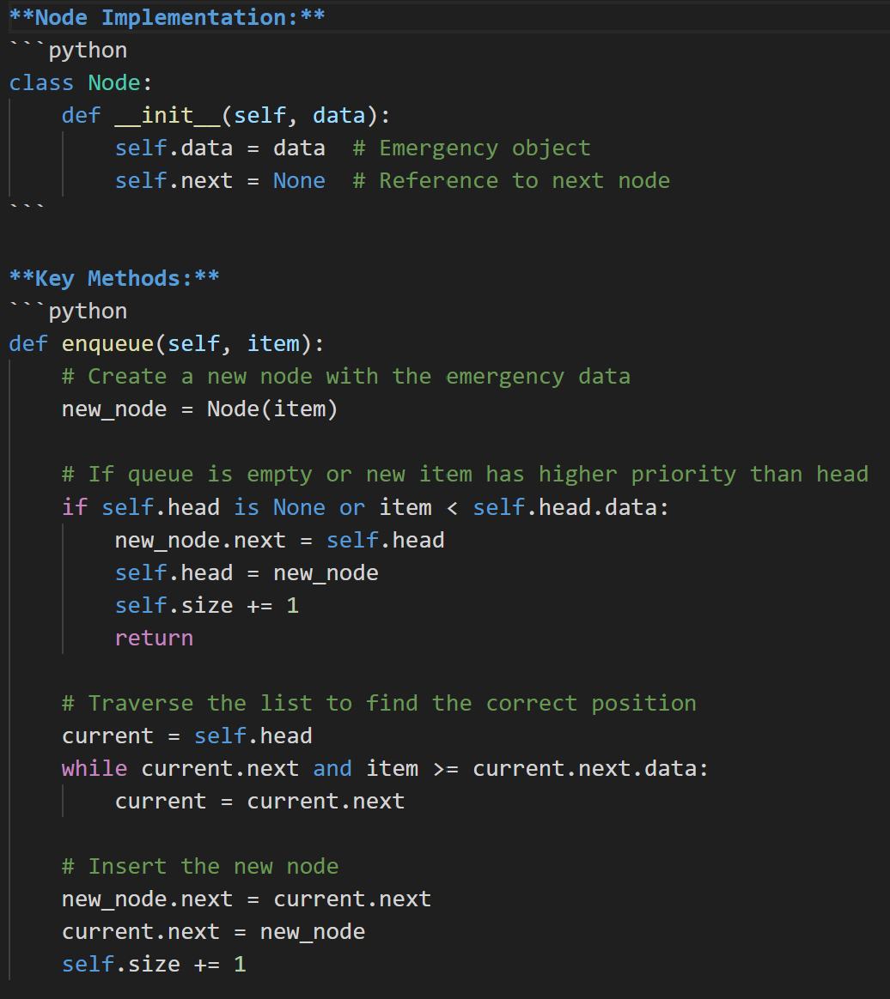 **Node Implementation:**
```python
class Node:
    def __init__(self, data):
        self.data = data  # Emergency object
        self.next = None  # Reference to next node
```

**Key Methods:**
```python
def enqueue(self, item):
    # Create a new node with the emergency data
    new_node = Node(item)

    # If queue is empty or new item has higher priority than head
    if self.head is None or item < self.head.data:
        new_node.next = self.head
        self.head = new_node
        self.size += 1
        return

    # Traverse the list to find the correct position
    current = self.head
    while current.next and item >= current.next.data:
        current = current.next

    # Insert the new node
    new_node.next = current.next
    current.next = new_node
    self.size += 1